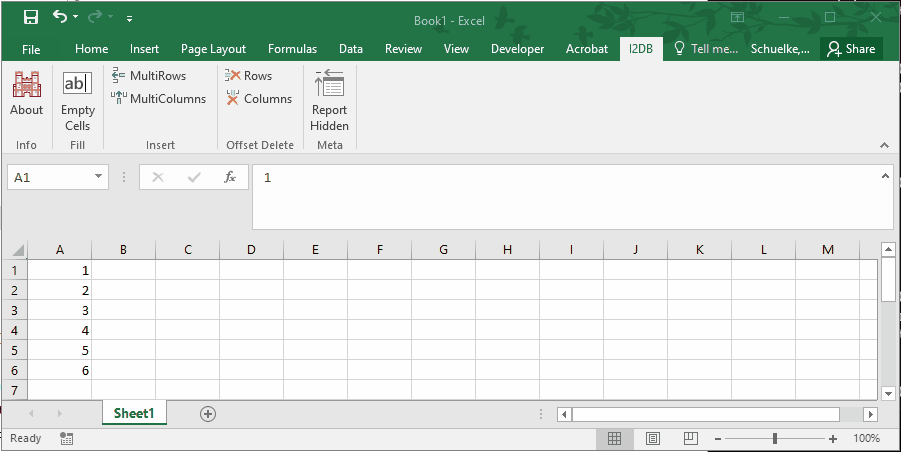 Book1 - Excel
File Home Insert Page Layout Formulas Data Review View Developer Acrobat I2DB Tell me... Schuelke,... Share
MultiRows Rows
abl
MultiColumns Columns
About Empty Cells Report Hidden
Info Fill Insert Offset Delete Meta
A1 fx 1
A B C D E F G H I J K L M
1 1
2 2
3 3
4 4
5 5
6 6
7
Sheet1
Ready 100%